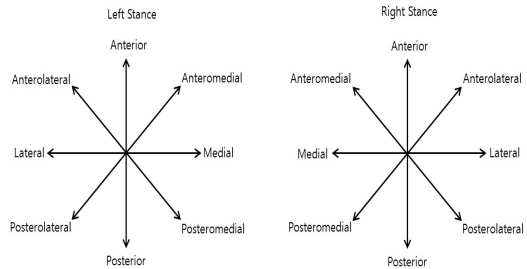 Left Stance
Anterior
Anterolateral
Anteromedial
Lateral
Medial
Posterolateral
Posteromedial
Posterior
Right Stance
Anterior
Anteromedial
Anterolateral
Medial
Lateral
Posteromedial
Posterolateral
Posterior